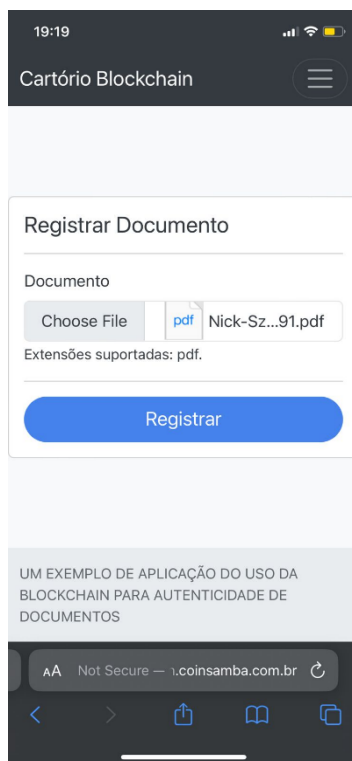 19:19
Cartório Blockchain
Registrar Documento
Documento
Choose File pdf Nick-Sz...91.pdf
Extensões suportadas: pdf.
Registrar
UM EXEMPLO DE APLICAÇÃO DO USO DA
BLOCKCHAIN PARA AUTENTICIDADE DE
DOCUMENTOS
AA Not Secure — .coinsamba.com.br